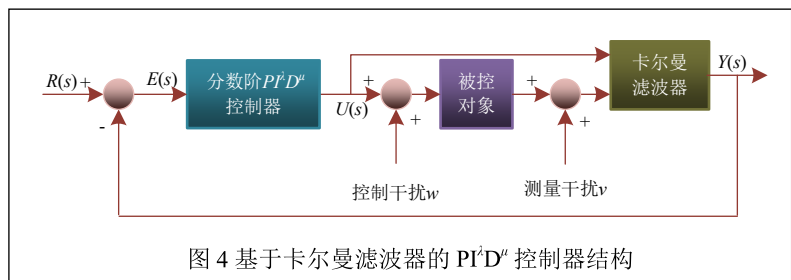 R(s) + E(s) 分数阶PI^λD^μ 控制器 U(s) + + 被控 对象 + + 卡尔曼 滤波器 Y(s)
-
控制干扰w 测量干扰v
图 4 基于卡尔曼滤波器的 PI^λD^μ 控制器结构